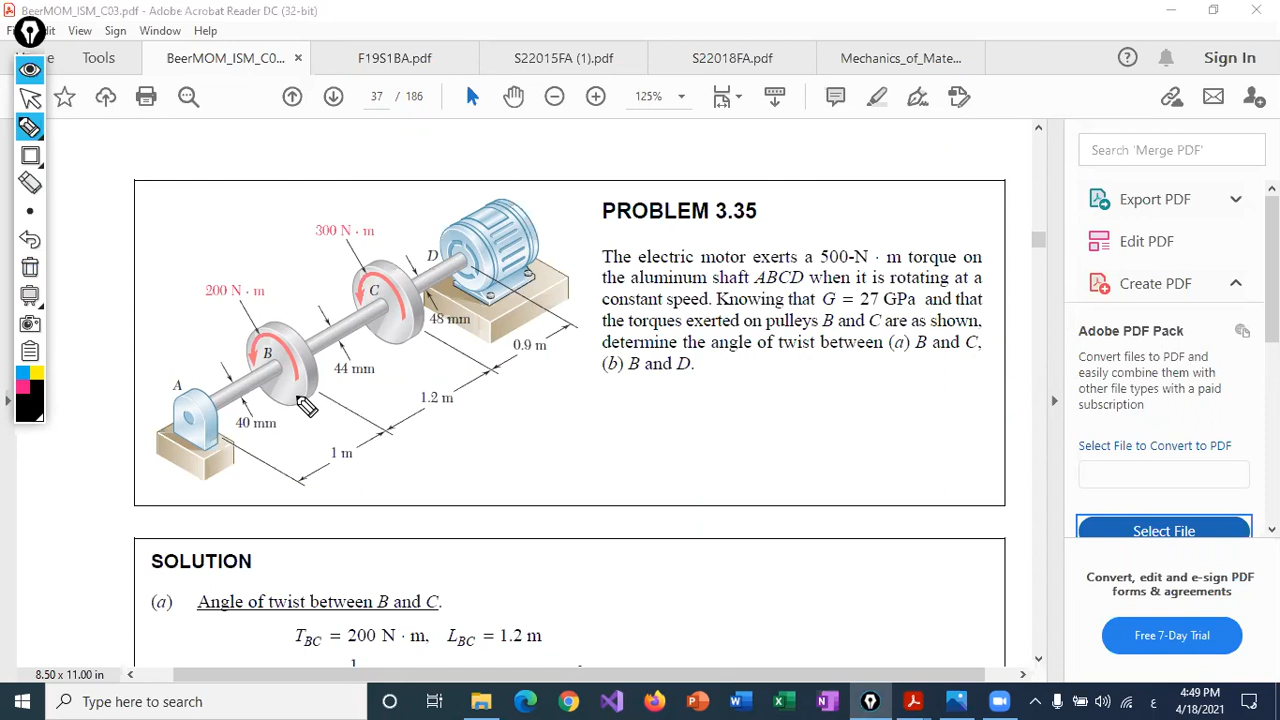 BeerMOM_ISM_C03.pdf - Adobe Acrobat Reader DC (32-bit)
View Sign Window Help
Tools BeerMOM_ISM_C0... × F19S1BA.pdf S22015FA (1).pdf S22018FA.pdf Mechanics_of_Mate... Sign In
37 / 186 125%
Search 'Merge PDF'
Export PDF
Edit PDF
Create PDF
Adobe PDF Pack
Convert files to PDF and
easily combine them with
other file types with a paid
subscription
Select File to Convert to PDF
Select File
Convert, edit and e-sign PDF
forms & agreements
Free 7-Day Trial
PROBLEM 3.35
The electric motor exerts a 500-N · m torque on
the aluminum shaft ABCD when it is rotating at a
constant speed. Knowing that G = 27 GPa and that
the torques exerted on pulleys B and C are as shown,
determine the angle of twist between (a) B and C,
(b) B and D.
300 N · m
D
200 N · m
C
48 mm
B
0.9 m
44 mm
A
1.2 m
40 mm
1 m
SOLUTION
(a) Angle of twist between B and C.
T_BC = 200 N · m, L_BC = 1.2 m
8.50 x 11.00 in
Type here to search
ع
4:49 PM
4/18/2021